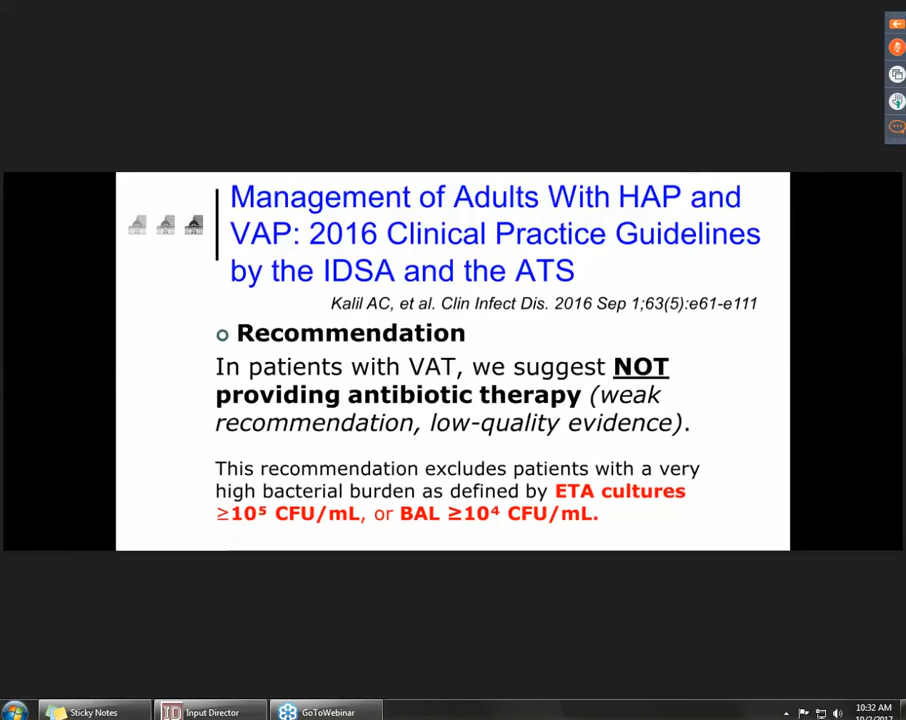 Management of Adults With HAP and
VAP: 2016 Clinical Practice Guidelines
by the IDSA and the ATS
Kalil AC, et al. Clin Infect Dis. 2016 Sep 1;63(5):e61-e111
Recommendation
In patients with VAT, we suggest NOT
providing antibiotic therapy (weak
recommendation, low-quality evidence).
This recommendation excludes patients with a very
high bacterial burden as defined by ETA cultures
≥10⁵ CFU/mL, or BAL ≥10⁴ CFU/mL.
Sticky Notes
ID Input Director
GoToWebinar
10:32 AM